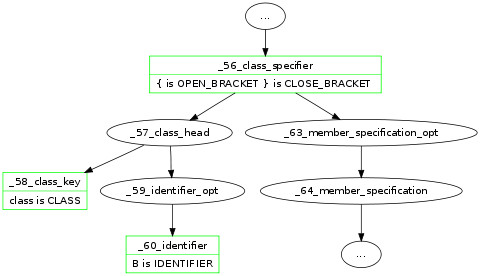 ...
_56_class_specifier
{ is OPEN_BRACKET } is CLOSE_BRACKET
_57_class_head
_63_member_specification_opt
_58_class_key
class is CLASS
_59_identifier_opt
_64_member_specification
_60_identifier
B is IDENTIFIER
...